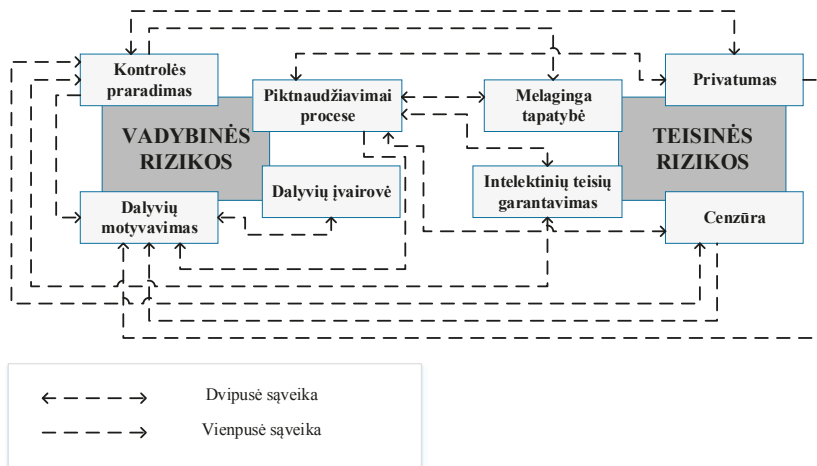 Kontrolės
praradimas
Piktnaudžiavimai
procese
Melaginga
tapatybė
Privatumas
VADYBINĖS
RIZIKOS
TEISINĖS
RIZIKOS
Dalyvių
motyvavimas
Dalyvių įvairovė
Intelektinių teisių
garantavimas
Cenzūra
Dvipusė sąveika
Vienpusė sąveika